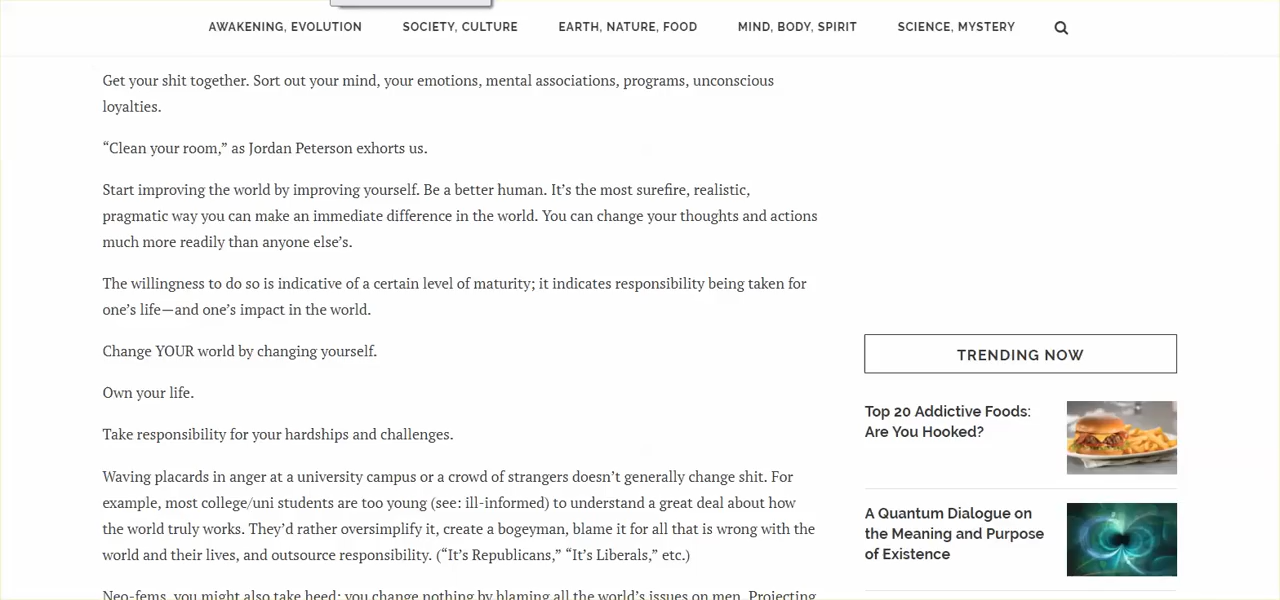 AWAKENING, EVOLUTION SOCIETY, CULTURE EARTH, NATURE, FOOD MIND, BODY, SPIRIT SCIENCE, MYSTERY
Get your shit together. Sort out your mind, your emotions, mental associations, programs, unconscious
loyalties.
“Clean your room,” as Jordan Peterson exhorts us.
Start improving the world by improving yourself. Be a better human. It’s the most surefire, realistic,
pragmatic way you can make an immediate difference in the world. You can change your thoughts and actions
much more readily than anyone else’s.
The willingness to do so is indicative of a certain level of maturity; it indicates responsibility being taken for
one’s life—and one’s impact in the world.
Change YOUR world by changing yourself.
Own your life.
Take responsibility for your hardships and challenges.
Waving placards in anger at a university campus or a crowd of strangers doesn’t generally change shit. For
example, most college/uni students are too young (see: ill-informed) to understand a great deal about how
the world truly works. They’d rather oversimplify it, create a bogeyman, blame it for all that is wrong with the
world and their lives, and outsource responsibility. (“It’s Republicans,” “It’s Liberals,” etc.)
Neo-fems, you might also take heed: you change nothing by blaming all the world’s issues on men. Projecting
TRENDING NOW
Top 20 Addictive Foods:
Are You Hooked?
A Quantum Dialogue on
the Meaning and Purpose
of Existence